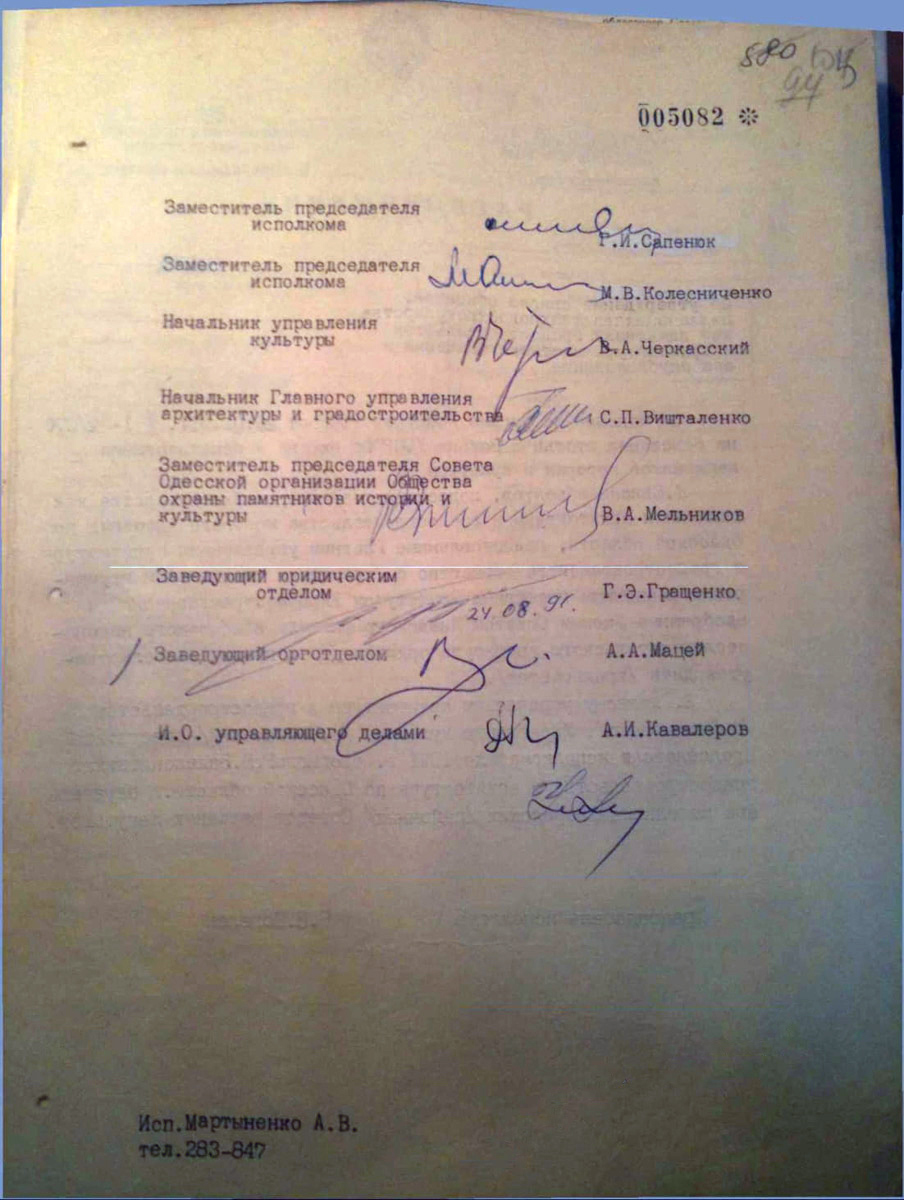 880
94
005082 *
Заместитель председателя
исполкома
Г.И.Сапенюк
Заместитель председателя
исполкома
М.В.Колесниченко
Начальник управления
культуры
В.А.Черкасский
Начальник Главного управления
архитектуры и градостроительства
С.П.Вишталенко
Заместитель председателя Совета
Одесской организации Общества
охраны памятников истории и
культуры
В.А.Мельников
Заведующий юридическим
отделом
Г.Э.Гращенко
24.08.91.
Заведующий орготделом
А.А.Мацей
И.О. управляющего делами
А.И.Кавалеров
Исп.Мартыненко А.В.
тел.283-847